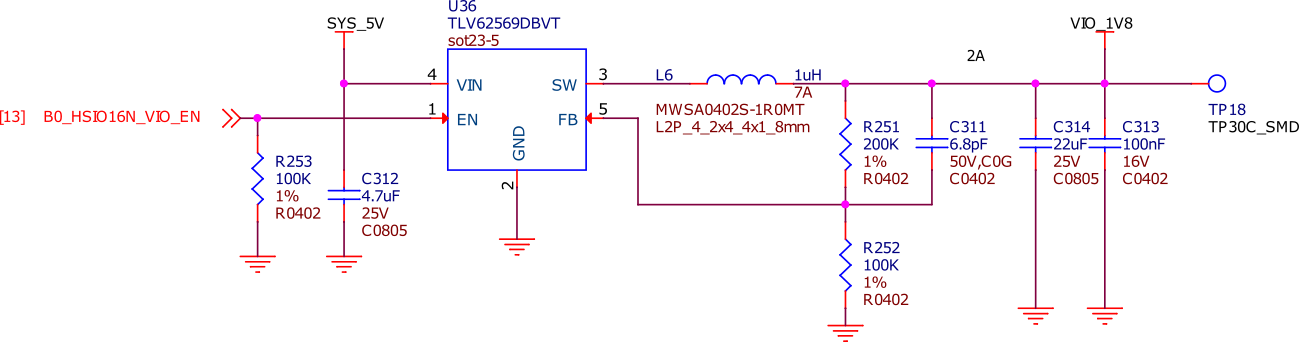 U36
TLV62569DBVT
sot23-5
SYS_5V
VIO_1V8
2A
4
VIN
SW
3
L6
1uH
7A
MWSA0402S-1R0MT
L2P_4_2x4_4x1_8mm
TP18
TP30C_SMD
[13]
B0_HSIO16N_VIO_EN
1
EN
FB
5
GND
2
R253
100K
1%
R0402
C312
4.7uF
25V
C0805
R251
200K
1%
R0402
C311
6.8pF
50V,C0G
C0402
C314
22uF
25V
C0805
C313
100nF
16V
C0402
R252
100K
1%
R0402